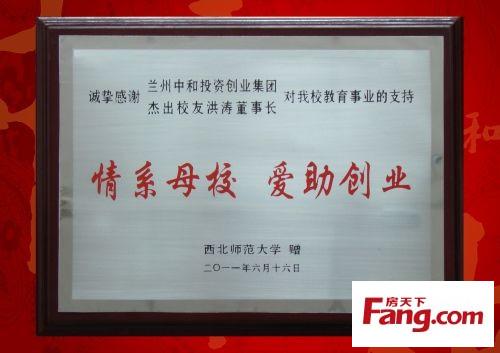 诚挚感谢 兰州中和投资创业集团 对我校教育事业的支持
杰出校友洪涛董事长
情系母校 爱助创业
西北师范大学 赠
二〇一一年六月十六日
和
房天下
Fang.com